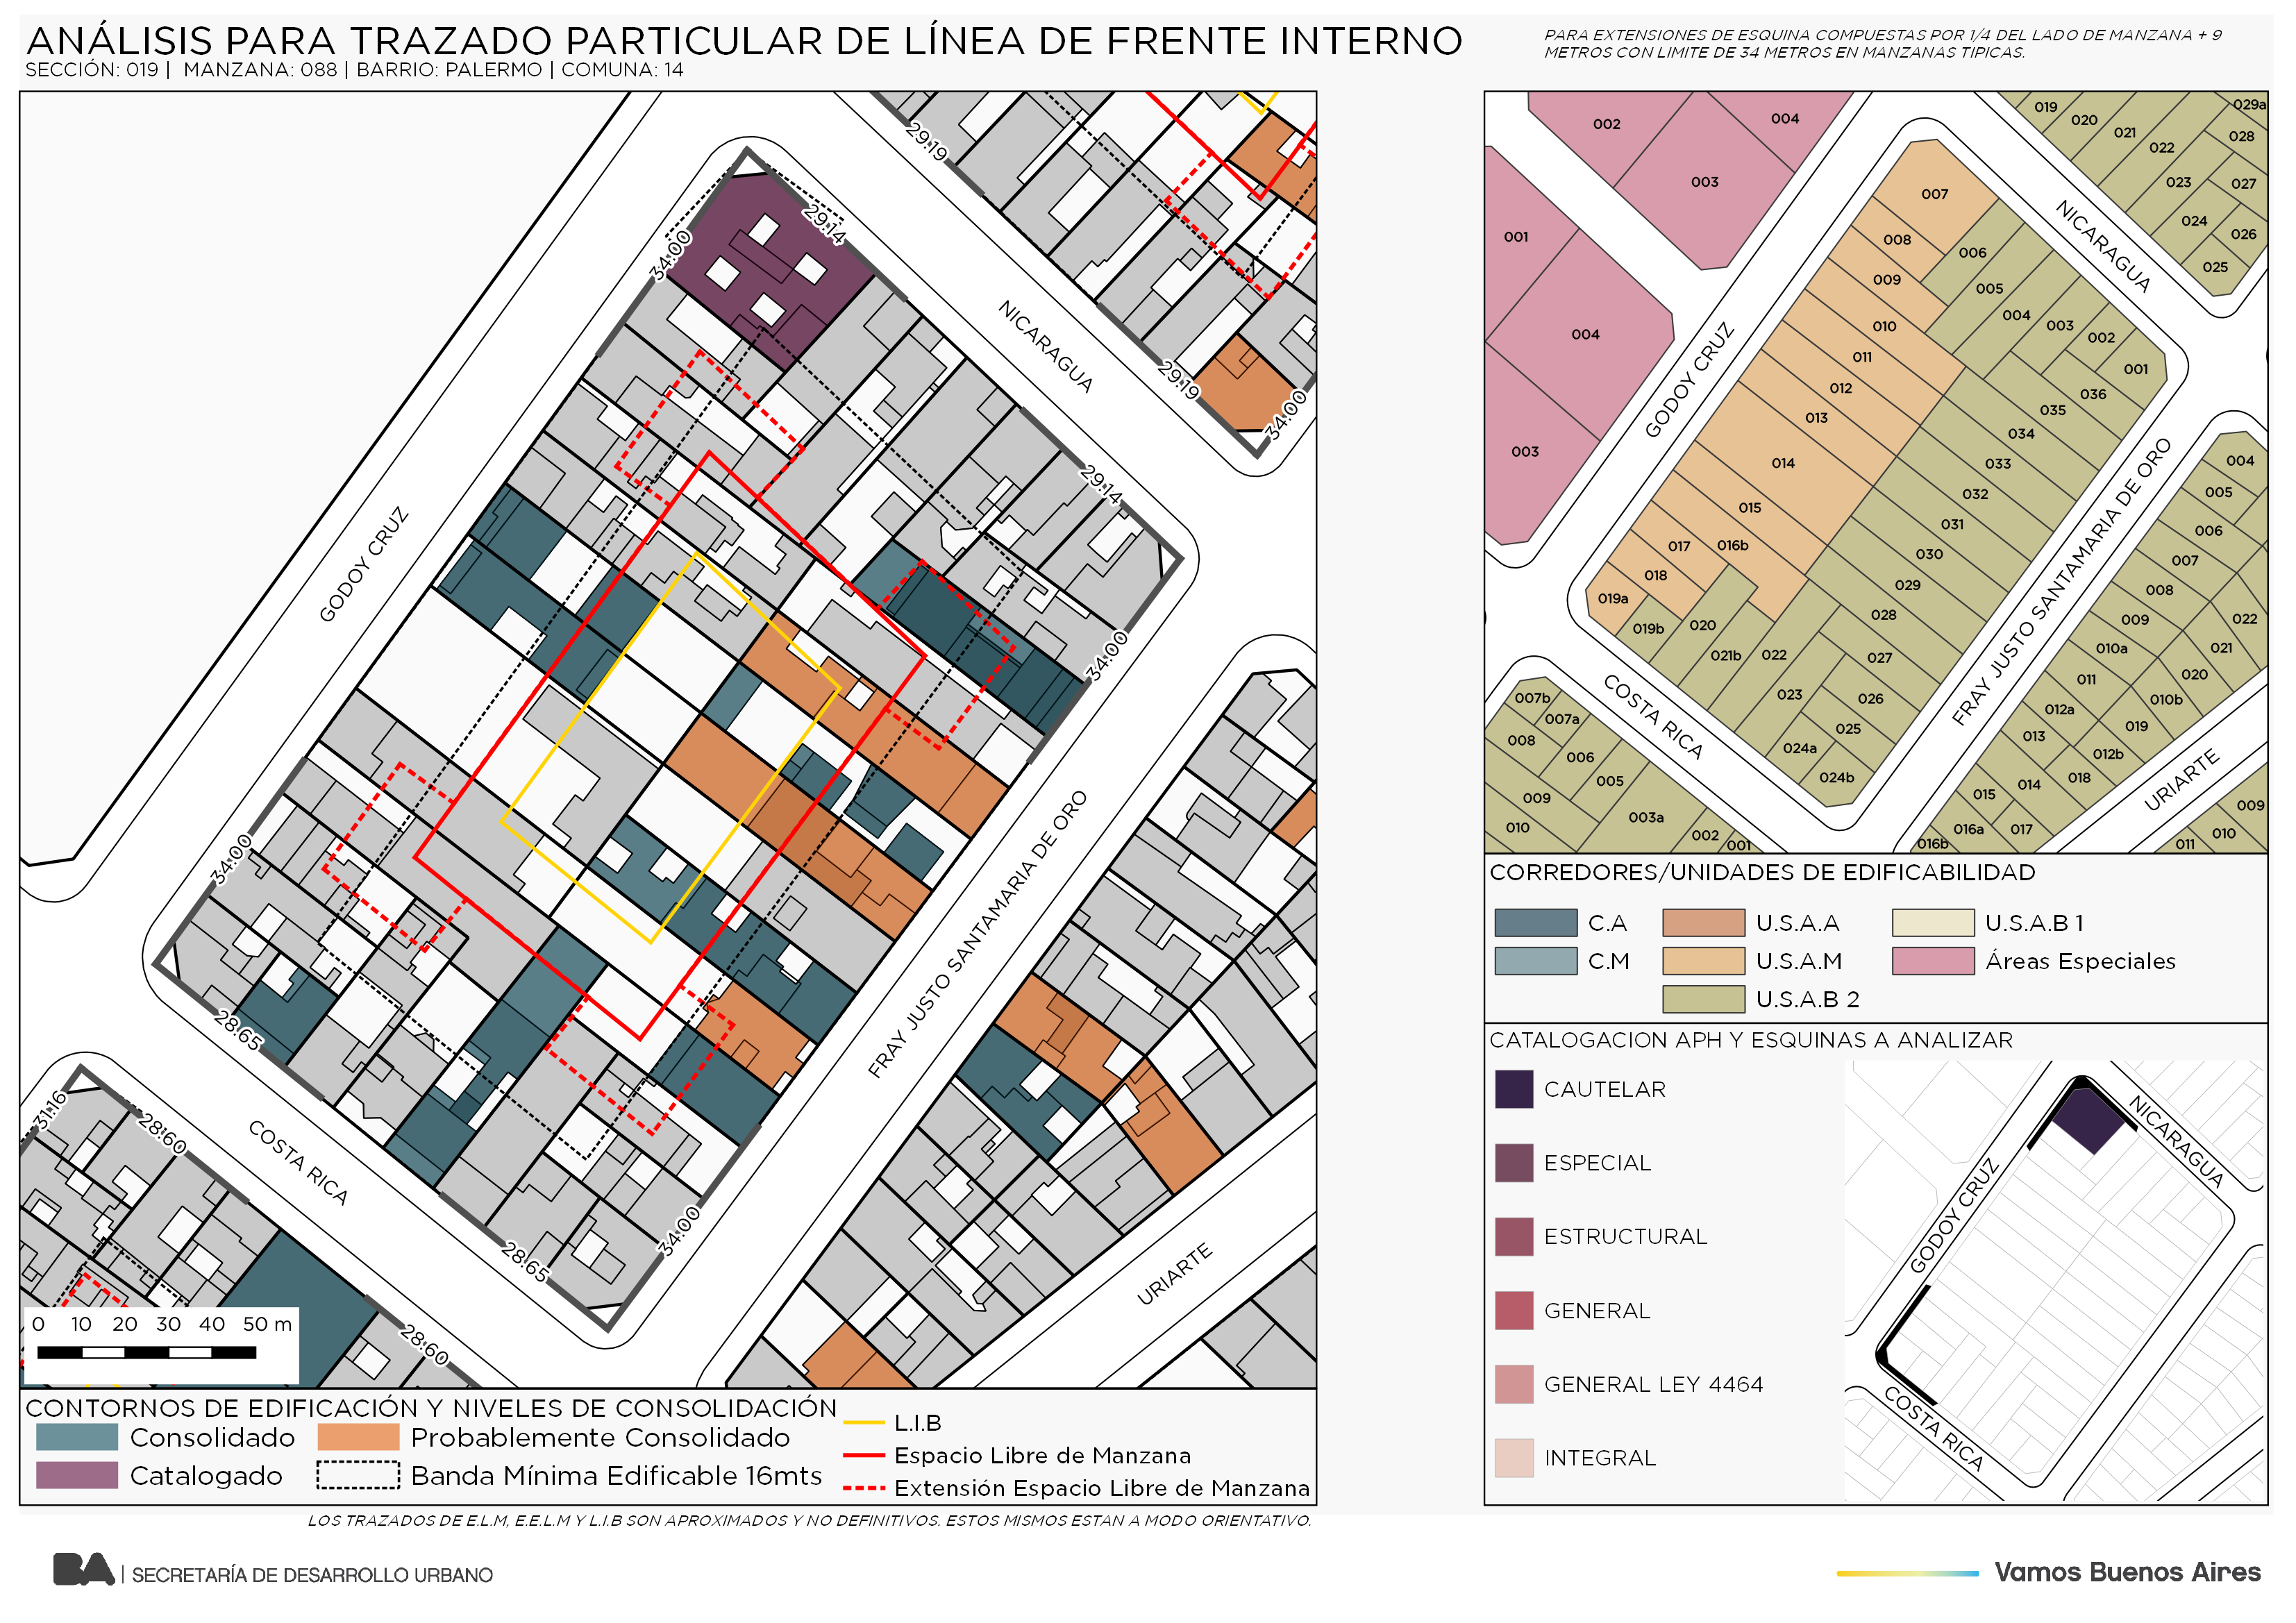 ANÁLISIS PARA TRAZADO PARTICULAR DE LÍNEA DE FRENTE INTERNO
SECCIÓN: 019 | MANZANA: 088 | BARRIO: PALERMO | COMUNA: 14
PARA EXTENSIONES DE ESQUINA COMPUESTAS POR 1/4 DEL LADO DE MANZANA + 9
METROS CON LIMITE DE 34 METROS EN MANZANAS TIPICAS.
29.19
29.14
34.00
NICARAGUA
29.19
34.00
29.14
GODOY CRUZ
34.00
FRAY JUSTO SANTAMARIA DE ORO
34.00
28.65
31.16
28.60
COSTA RICA
34.00
28.65
URIARTE
28.60
0 10 20 30 40 50 m
CONTORNOS DE EDIFICACIÓN Y NIVELES DE CONSOLIDACIÓN
Consolidado
Probablemente Consolidado
Catalogado
Banda Mínima Edificable 16mts
L.I.B
Espacio Libre de Manzana
Extensión Espacio Libre de Manzana
LOS TRAZADOS DE E.L.M, E.E.L.M Y L.I.B SON APROXIMADOS Y NO DEFINITIVOS. ESTOS MISMOS ESTAN A MODO ORIENTATIVO.
002
004
003
001
004
003
019
020
021
022
023
024
025
029a
028
027
026
NICARAGUA
GODOY CRUZ
007
008
009
010
011
012
013
014
015
016b
017
018
019a
019b
020
021b
022
023
024a
024b
025
026
027
028
029
030
031
032
033
034
035
036
001
002
003
004
005
006
FRAY JUSTO SANTAMARIA DE ORO
COSTA RICA
URIARTE
007b
007a
008
006
005
009
010
003a
002
001
004
005
006
007
008
009
010a
011
012a
013
014
015
016a
016b
017
018
012b
019
010b
020
021
022
009
010
011
CORREDORES/UNIDADES DE EDIFICABILIDAD
C.A
U.S.A.A
U.S.A.B 1
C.M
U.S.A.M
Áreas Especiales
U.S.A.B 2
CATALOGACION APH Y ESQUINAS A ANALIZAR
CAUTELAR
ESPECIAL
ESTRUCTURAL
GENERAL
GENERAL LEY 4464
INTEGRAL
NICARAGUA
GODOY CRUZ
COSTA RICA
BA | SECRETARÍA DE DESARROLLO URBANO
Vamos Buenos Aires